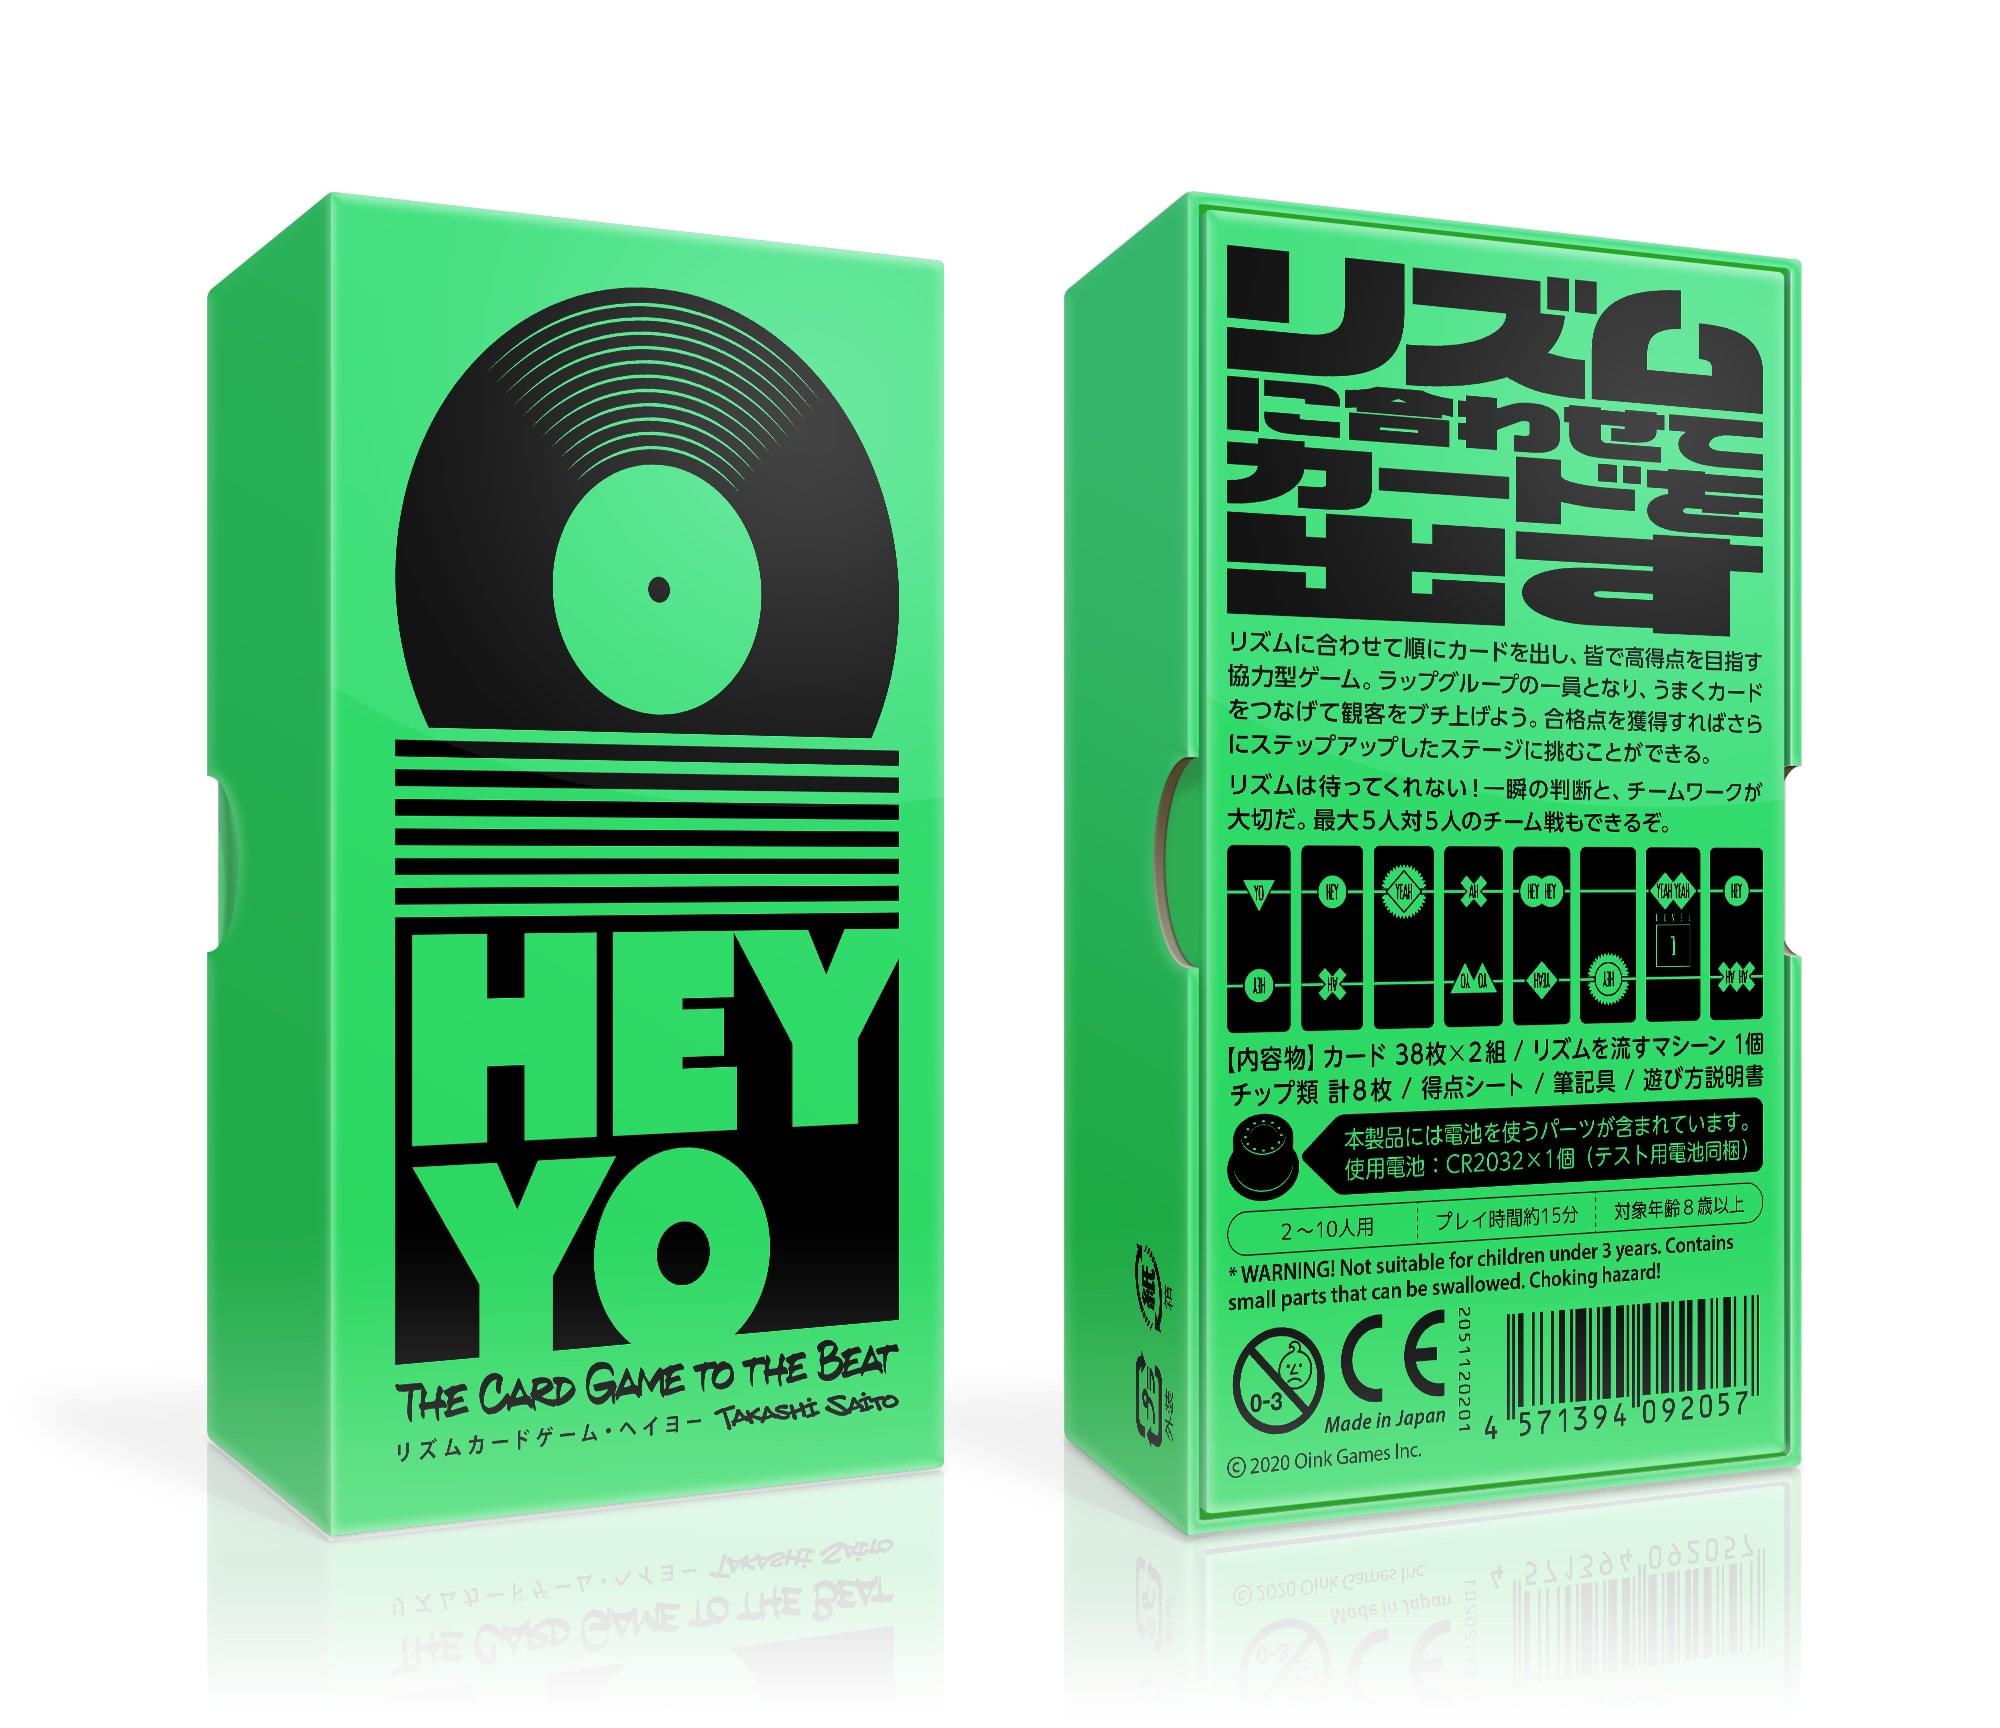 HEY
YO
THE CARD GAME TO THE BEAT
リズムカードゲーム・ヘイヨー TAKASHI SAITO
リズム
に合わせて
カードを
出す
リズムに合わせて順にカードを出し、皆で高得点を目指す
協力型ゲーム。ラップグループの一員となり、うまくカード
をつなげて観客をブチ上げよう。合格点を獲得すればさら
にステップアップしたステージに挑むことができる。
リズムは待ってくれない！一瞬の判断と、チームワークが
大切だ。最大5人対5人のチーム戦もできるぞ。
YO HEY YEAH AH HEY HEY YEAH YEAH HEY
LEVEL
1
HEY AH YO YO YEAH HEY AH AH
【内容物】カード 38枚×2組 / リズムを流すマシーン 1個
チップ類 計8枚 / 得点シート / 筆記具 / 遊び方説明書
本製品には電池を使うパーツが含まれています。
使用電池：CR2032×1個（テスト用電池同梱）
2～10人用 プレイ時間約15分 対象年齢8歳以上
* WARNING! Not suitable for children under 3 years. Contains
small parts that can be swallowed. Choking hazard!
0-3
CE
Made in Japan
2051120201
4 571394 092057
© 2020 Oink Games Inc.
紙
箱
プラ
外装